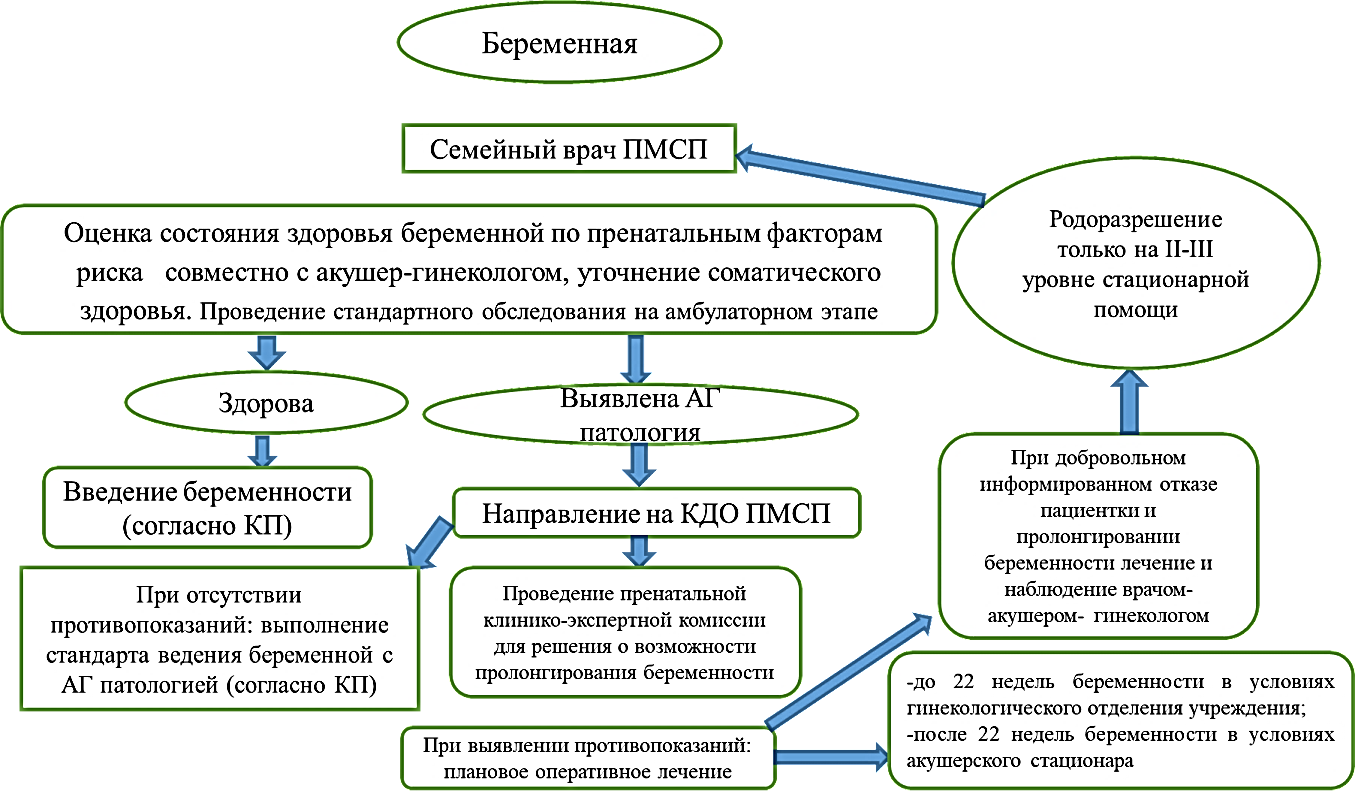 Беременная
Семейный врач ПМСП
Оценка состояния здоровья беременной по пренатальным факторам
риска совместно с акушер-гинекологом, уточнение соматического
здоровья. Проведение стандартного обследования на амбулаторном этапе
Родоразрешение
только на II-III
уровне стационарной
помощи
Здорова
Выявлена АГ
патология
Введение беременности
(согласно КП)
Направление на КДО ПМСП
При добровольном
информированном отказе
пациентки и
пролонгировании
беременности лечение и
наблюдение врачом-
акушером- гинекологом
При отсутствии
противопоказаний: выполнение
стандарта ведения беременной с
АГ патологией (согласно КП)
Проведение пренатальной
клинико-экспертной комиссии
для решения о возможности
пролонгирования беременности
При выявлении противопоказаний:
плановое оперативное лечение
-до 22 недель беременности в условиях
гинекологического отделения учреждения;
-после 22 недель беременности в условиях
акушерского стационара